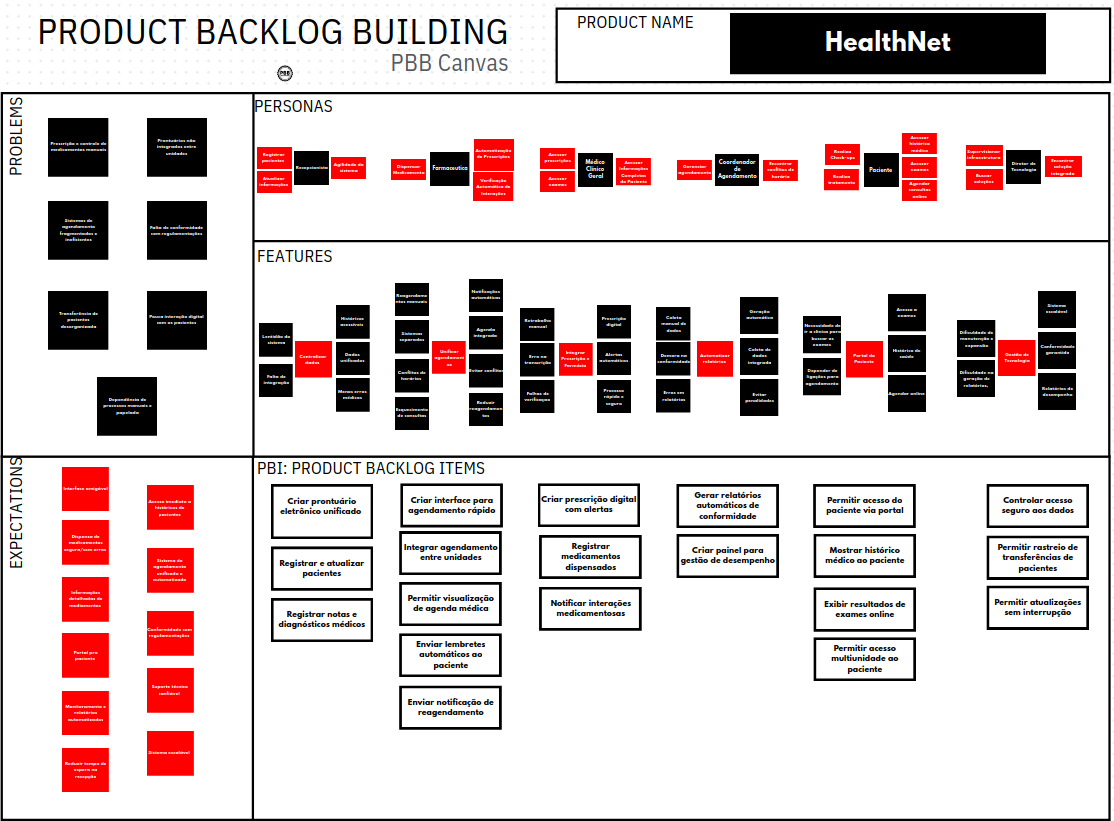 PRODUCT BACKLOG BUILDING
PBB Canvas
PBB
PRODUCT NAME
HealthNet
PROBLEMS
Prescrição e controle de
medicamentos manuais
Prontuários não
integrados entre
unidades
Sistemas de
agendamento
fragmentados e
ineficientes
Falta de conformidade
com regulamentações
Transferência de
pacientes
desorganizada
Pouca interação digital
com os pacientes
Dependência de
processos manuais e
papelada
PERSONAS
Registrar
pacientes
Atualizar
informações
Recepcionista
Agilidade do
sistema
Dispensar
Medicamento
Farmaceutico
Automatização
de Prescrições
Verificação
Automática de
Interações
Acessar
prescrições
Acessar
exames
Médico
Clínico
Geral
Acessar
Informações
Completas
do Paciente
Gerenciar
agendamento
Coordenador
de
Agendamento
Encontrar
conflitos de
horário
Realiza
Check-ups
Realiza
tratamento
Paciente
Acessar
histórico
médico
Acessar
exames
Agendar
consultas
online
Supervisionar
infraestrutura
Buscar
soluções
Diretor de
Tecnologia
Encontrar
solução
integrada
FEATURES
Lentidão do
sistema
Falta de
integração
Centralizar
dados
Históricos
acessíveis
Dados
unificados
Menos erros
médicos
Reagendame
ntos manuais
Sistemas
separados
Conflitos de
horários
Esquecimento
de consultas
Unificar
agendament
os
Notificações
automáticas
Agenda
integrada
Evitar conflitos
Reduzir
reagendamen
tos
Retrabalho
manual
Erro na
transcrição
Falhas de
verificaçao
Integrar
Prescrição e
Farmácia
Prescrição
digital
Alertas
automáticos
Processo
rápido e
seguro
Coleta
manual de
dados
Demora na
conformidade
Erros em
relatórios
Automatizar
relatórios
Geração
automática
Coleta de
dados
integrada
Evitar
penalidades
Necessidade de
ir a clínica para
buscar os
exames
Depender de
ligações para
agendamento
Portal do
Paciente
Acesso a
exames
Histórico de
saúde
Agendar online
Dificuldade de
manutenção e
expansão
Dificuldade na
geração de
relatórios,
Gestão de
Tecnologia
Sistema
escalável
Conformidade
garantida
Relatórios de
desempenho
EXPECTATIONS
Interface amigável
Dispensa de
medicamentos
segura/sem erros
Informações
detalhadas de
medicamentos
Portal pro
paciente
Monitoramento e
relatórios
automatizados
Reduzir tempo de
espera na
recepção
Acesso imediato a
históricos de
pacientes
Sistema de
agendamento
unificado e
automatizado
Conformidade com
regulamentações
Suporte técnico
confiável
Sistema escalável
PBI: PRODUCT BACKLOG ITEMS
Criar prontuário
eletrônico unificado
Registrar e atualizar
pacientes
Registrar notas e
diagnósticos médicos
Criar interface para
agendamento rápido
Integrar agendamento
entre unidades
Permitir visualização
de agenda médica
Enviar lembretes
automáticos ao
paciente
Enviar notificação de
reagendamento
Criar prescrição digital
com alertas
Registrar
medicamentos
dispensados
Notificar interações
medicamentosas
Gerar relatórios
automáticos de
conformidade
Criar painel para
gestão de desempenho
Permitir acesso do
paciente via portal
Mostrar histórico
médico ao paciente
Exibir resultados de
exames online
Permitir acesso
multiunidade ao
paciente
Controlar acesso
seguro aos dados
Permitir rastreio de
transferências de
pacientes
Permitir atualizações
sem interrupção